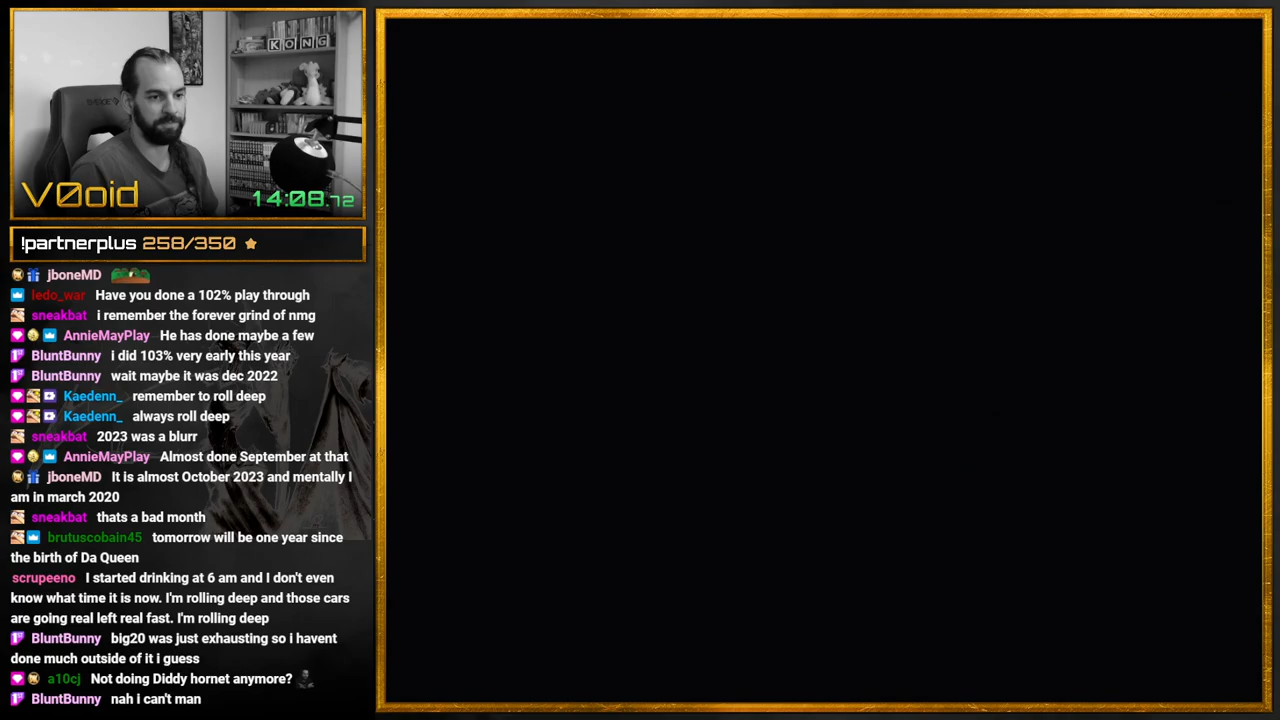 KONG
V0oid
14:08.72
!partnerplus 258/350
jboneMD
ledo_war Have you done a 102% play through
sneakbat i remember the forever grind of nmg
AnnieMayPlay He has done maybe a few
BluntBunny i did 103% very early this year
BluntBunny wait maybe it was dec 2022
Kaedenn_ remember to roll deep
Kaedenn_ always roll deep
sneakbat 2023 was a blurr
AnnieMayPlay Almost done September at that
jboneMD It is almost October 2023 and mentally I
am in march 2020
sneakbat thats a bad month
brutuscobain45 tomorrow will be one year since
the birth of Da Queen
scrupeeno I started drinking at 6 am and I don't even
know what time it is now. I'm rolling deep and those cars
are going real left real fast. I'm rolling deep
BluntBunny big20 was just exhausting so i havent
done much outside of it i guess
a10cj Not doing Diddy hornet anymore?
BluntBunny nah i can't man